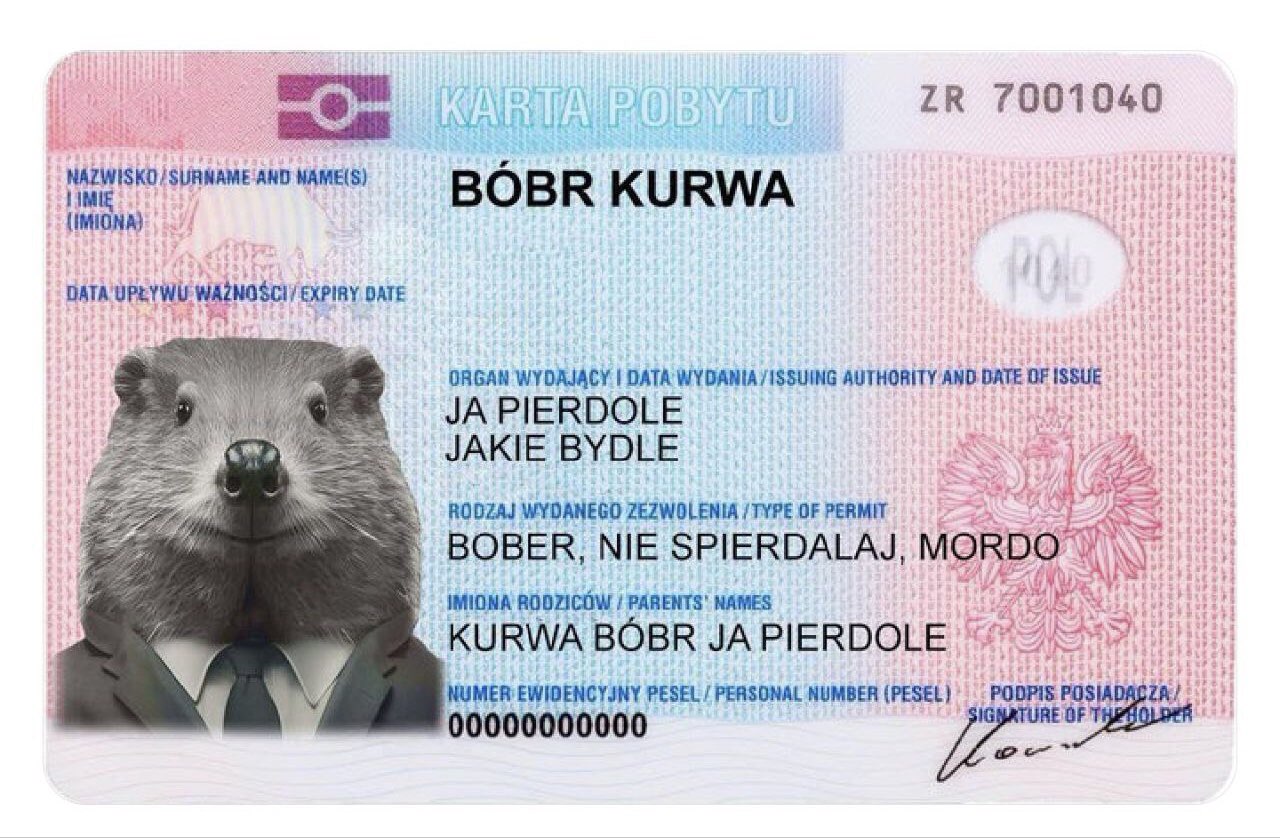 KARTA POBYTU
ZR 7001040
NAZWISKO/SURNAME AND NAME(S)
I IMIĘ
(IMIONA)
BÓBR KURWA
DATA UPŁYWU WAŻNOŚCI/EXPIRY DATE
ORGAN WYDAJĄCY I DATA WYDANIA/ISSUING AUTHORITY AND DATE OF ISSUE
JA PIERDOLE
JAKIE BYDLE
RODZAJ WYDANEGO ZEZWOLENIA/TYPE OF PERMIT
BOBER, NIE SPIERDALAJ, MORDO
IMIONA RODZICÓW / PARENTS' NAMES
KURWA BÓBR JA PIERDOLE
NUMER EWIDENCYJNY PESEL/PERSONAL NUMBER (PESEL)
00000000000
PODPIS POSIADACZA/
SIGNATURE OF THE HOLDER